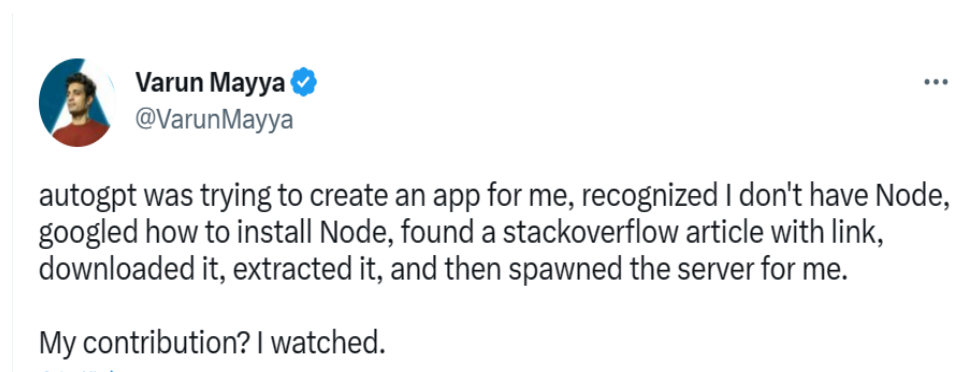 Varun Mayya
@VarunMayya
autogpt was trying to create an app for me, recognized I don't have Node,
googled how to install Node, found a stackoverflow article with link,
downloaded it, extracted it, and then spawned the server for me.
My contribution? I watched.